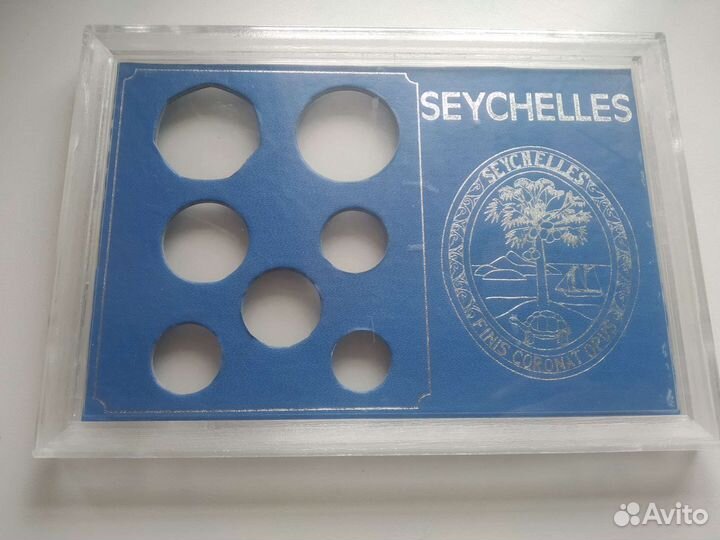 SEYCHELLES
SEYCHELLES
FINIS CORONAT OPUS
Avito